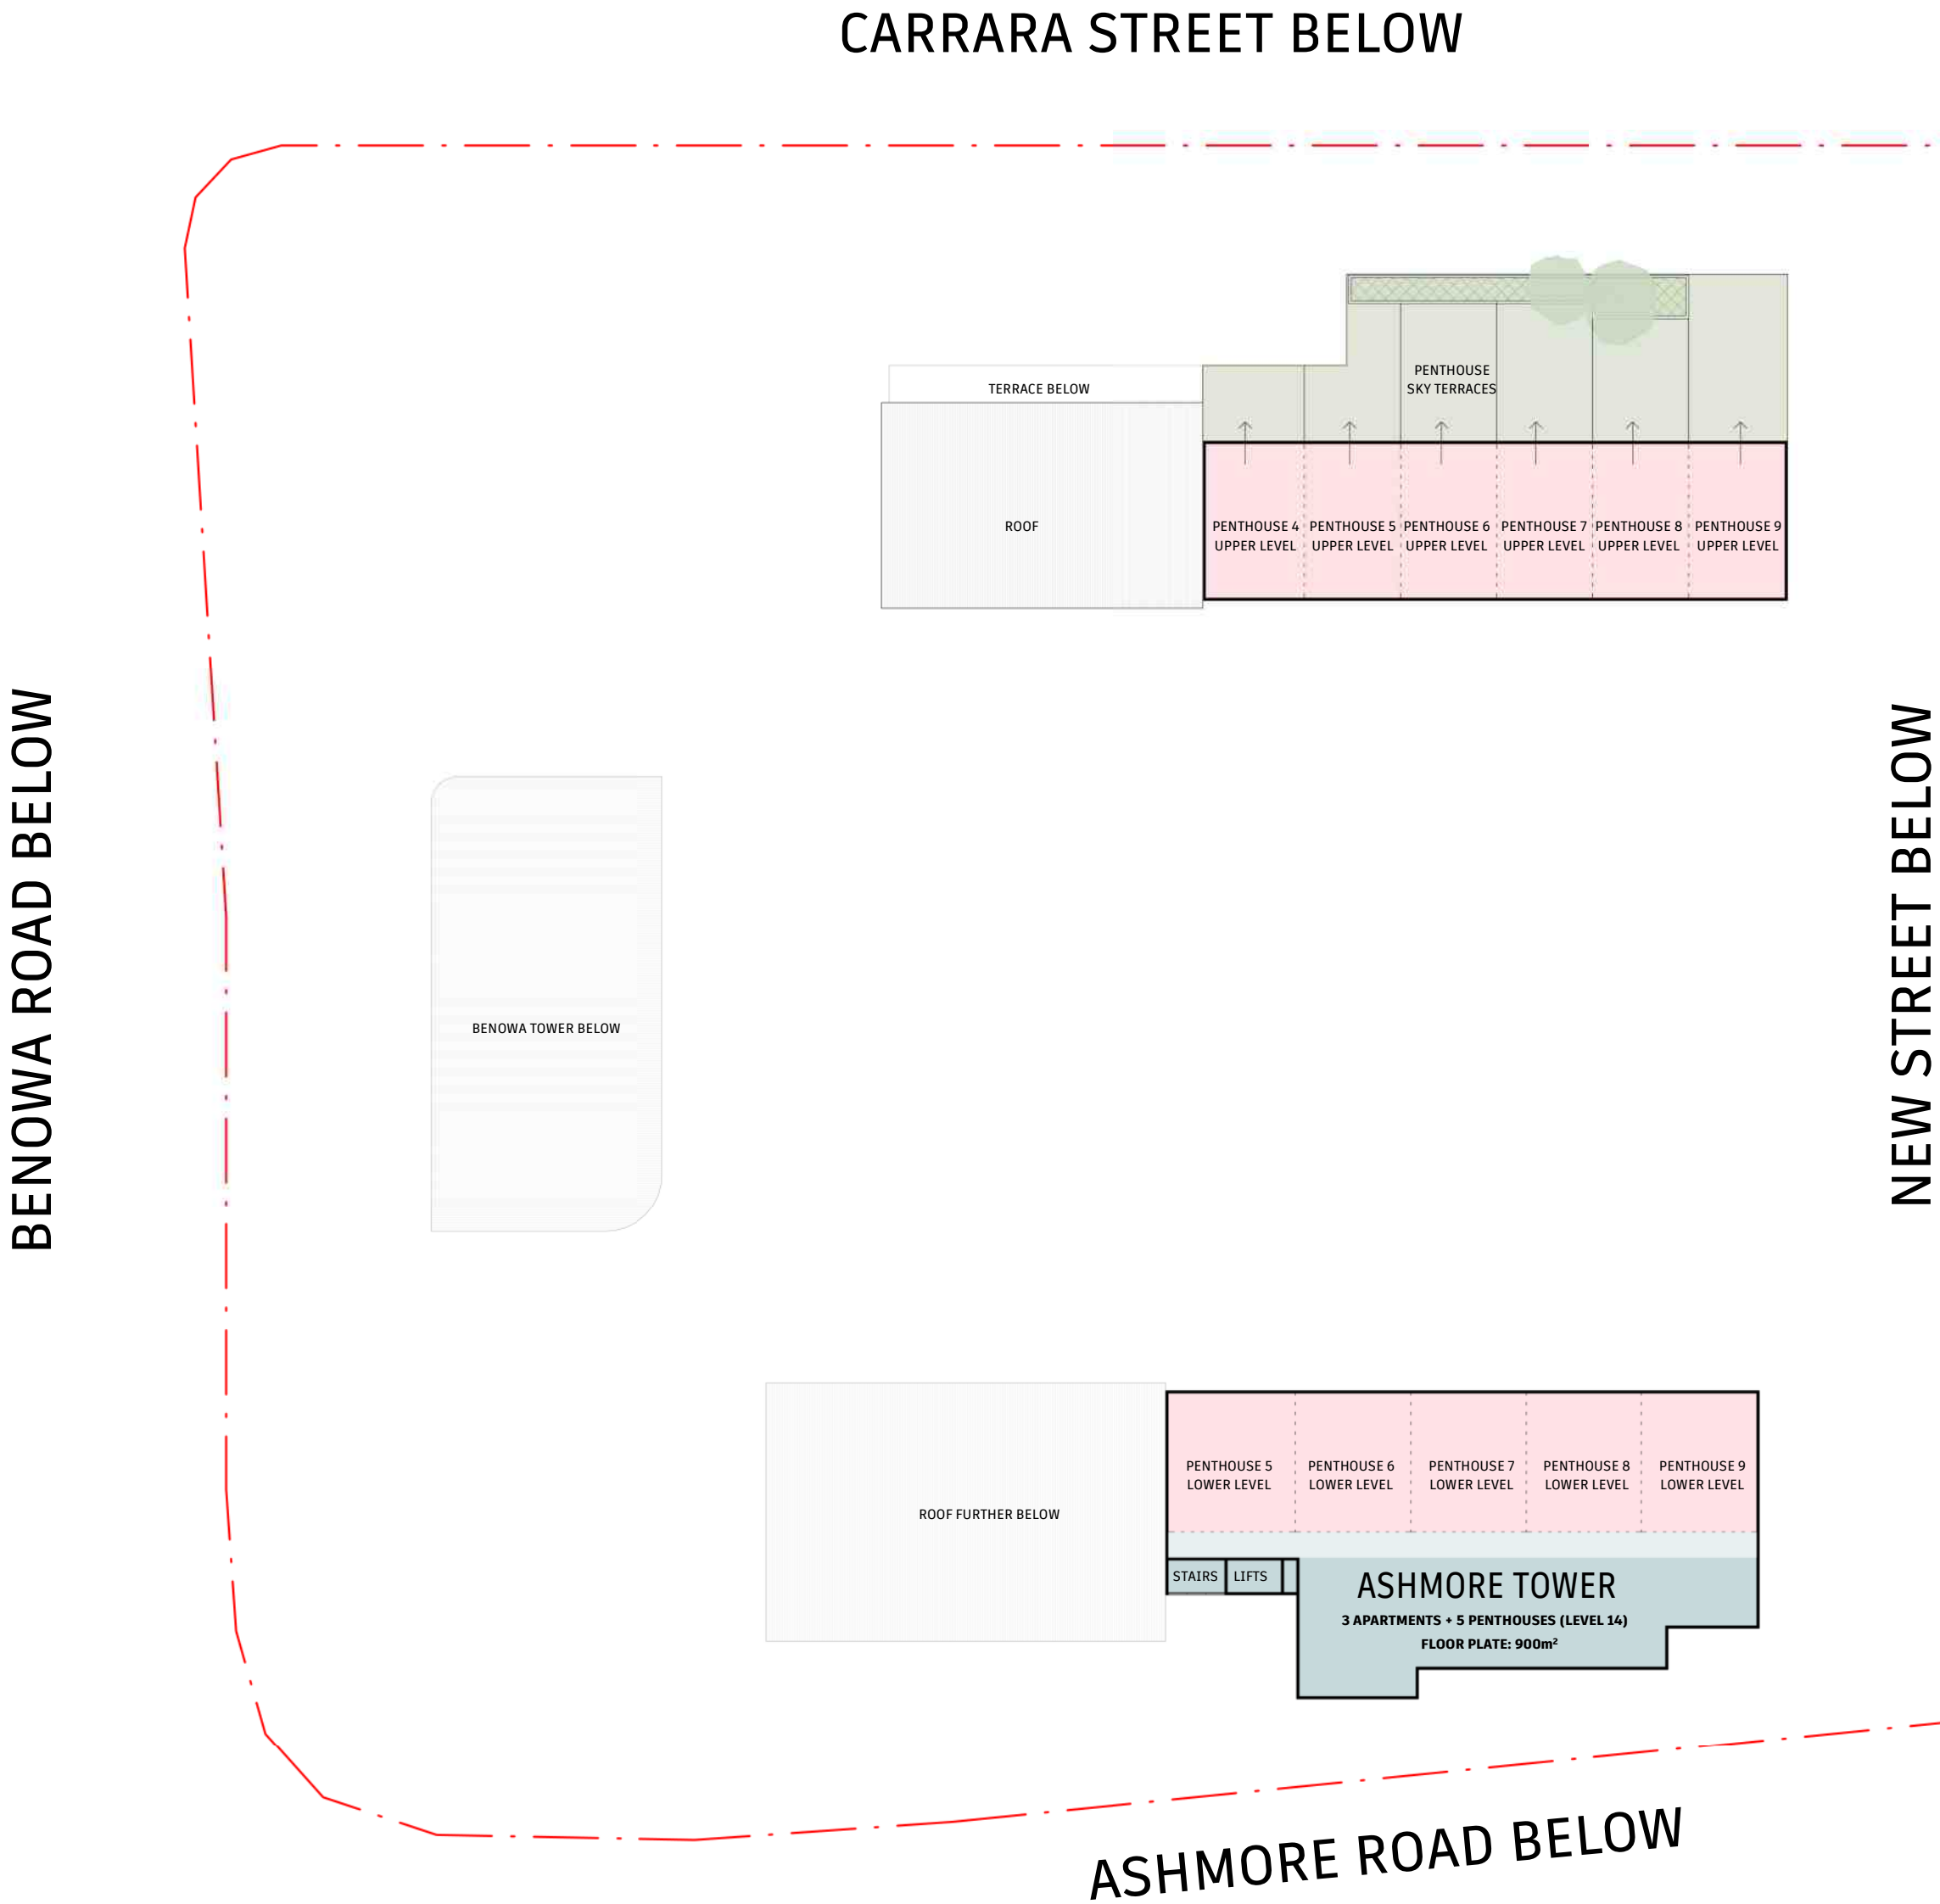 CARRARA STREET BELOW
PENTHOUSE
SKY TERRACES
TERRACE BELOW
ROOF
PENTHOUSE 4
UPPER LEVEL
PENTHOUSE 5
UPPER LEVEL
PENTHOUSE 6
UPPER LEVEL
PENTHOUSE 7
UPPER LEVEL
PENTHOUSE 8
UPPER LEVEL
PENTHOUSE 9
UPPER LEVEL
BENOWA ROAD BELOW
NEW STREET BELOW
BENOWA TOWER BELOW
PENTHOUSE 5
LOWER LEVEL
PENTHOUSE 6
LOWER LEVEL
PENTHOUSE 7
LOWER LEVEL
PENTHOUSE 8
LOWER LEVEL
PENTHOUSE 9
LOWER LEVEL
ROOF FURTHER BELOW
STAIRS
LIFTS
ASHMORE TOWER
3 APARTMENTS + 5 PENTHOUSES (LEVEL 14)
FLOOR PLATE: 900m²
ASHMORE ROAD BELOW